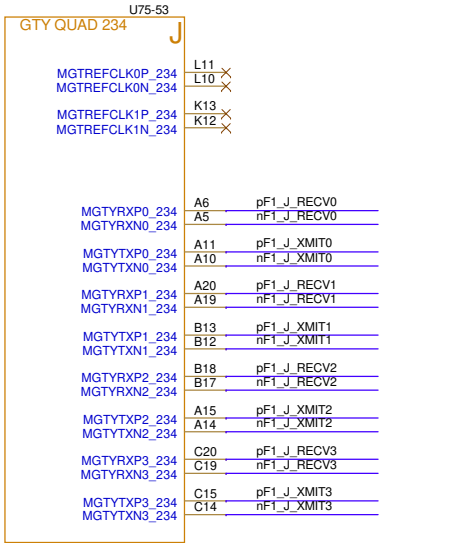 U75-53
GTY QUAD 234
J
MGTREFCLK0P_234 L11
MGTREFCLK0N_234 L10
MGTREFCLK1P_234 K13
MGTREFCLK1N_234 K12
MGTYRXP0_234 A6 pF1_J_RECV0
MGTYRXN0_234 A5 nF1_J_RECV0
MGTYTXP0_234 A11 pF1_J_XMIT0
MGTYTXN0_234 A10 nF1_J_XMIT0
MGTYRXP1_234 A20 pF1_J_RECV1
MGTYRXN1_234 A19 nF1_J_RECV1
MGTYTXP1_234 B13 pF1_J_XMIT1
MGTYTXN1_234 B12 nF1_J_XMIT1
MGTYRXP2_234 B18 pF1_J_RECV2
MGTYRXN2_234 B17 nF1_J_RECV2
MGTYTXP2_234 A15 pF1_J_XMIT2
MGTYTXN2_234 A14 nF1_J_XMIT2
MGTYRXP3_234 C20 pF1_J_RECV3
MGTYRXN3_234 C19 nF1_J_RECV3
MGTYTXP3_234 C15 pF1_J_XMIT3
MGTYTXN3_234 C14 nF1_J_XMIT3